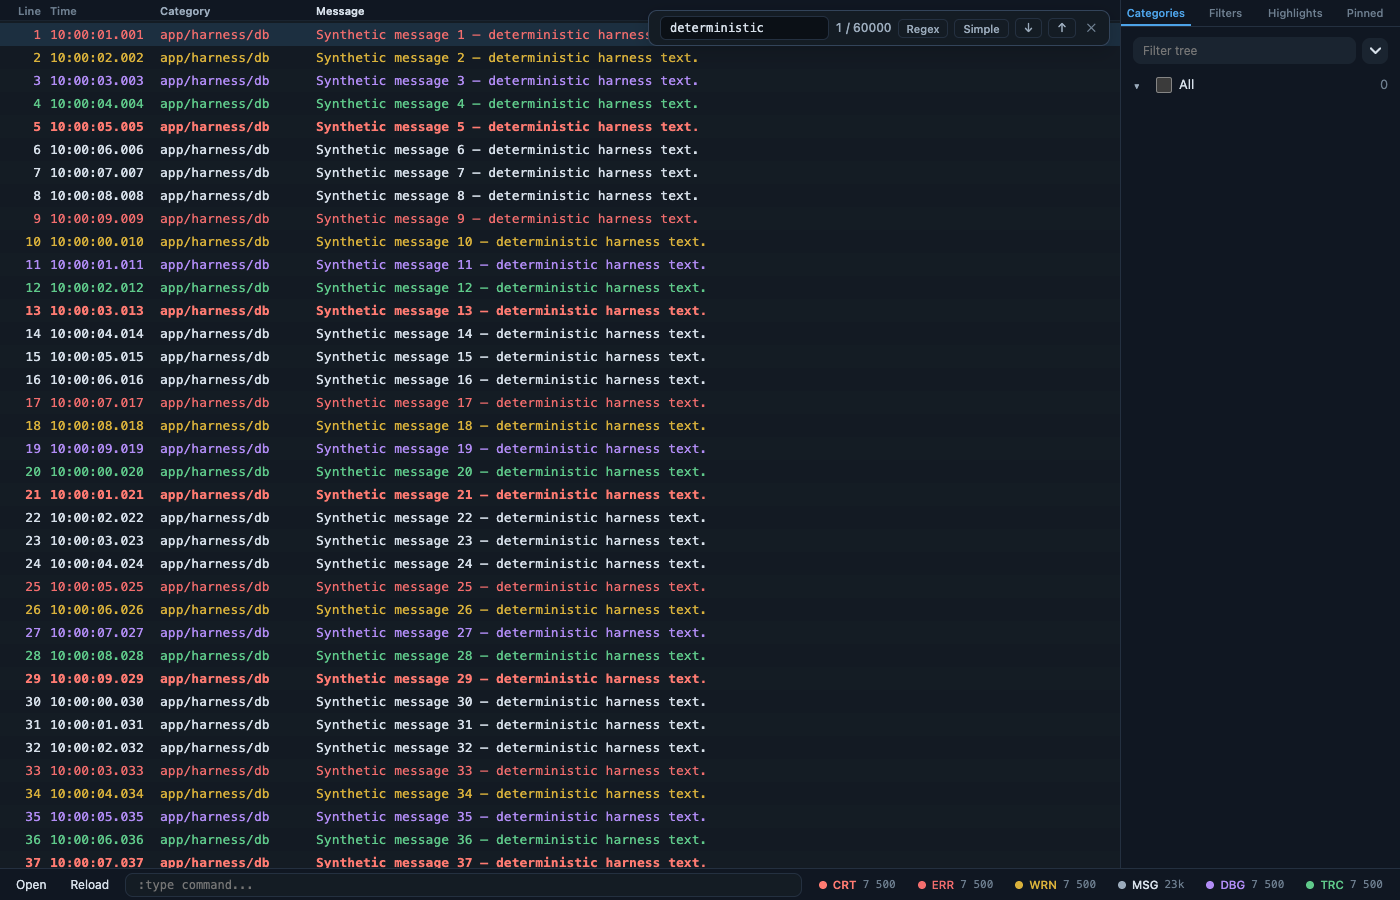 Line Time Category Message
deterministic 1 / 60000 Regex Simple ↓ ↑ ×
Categories Filters Highlights Pinned
Filter tree
All 0
1 10:00:01.001 app/harness/db Synthetic message 1 — deterministic harness
2 10:00:02.002 app/harness/db Synthetic message 2 — deterministic harness text.
3 10:00:03.003 app/harness/db Synthetic message 3 — deterministic harness text.
4 10:00:04.004 app/harness/db Synthetic message 4 — deterministic harness text.
5 10:00:05.005 app/harness/db Synthetic message 5 — deterministic harness text.
6 10:00:06.006 app/harness/db Synthetic message 6 — deterministic harness text.
7 10:00:07.007 app/harness/db Synthetic message 7 — deterministic harness text.
8 10:00:08.008 app/harness/db Synthetic message 8 — deterministic harness text.
9 10:00:09.009 app/harness/db Synthetic message 9 — deterministic harness text.
10 10:00:00.010 app/harness/db Synthetic message 10 — deterministic harness text.
11 10:00:01.011 app/harness/db Synthetic message 11 — deterministic harness text.
12 10:00:02.012 app/harness/db Synthetic message 12 — deterministic harness text.
13 10:00:03.013 app/harness/db Synthetic message 13 — deterministic harness text.
14 10:00:04.014 app/harness/db Synthetic message 14 — deterministic harness text.
15 10:00:05.015 app/harness/db Synthetic message 15 — deterministic harness text.
16 10:00:06.016 app/harness/db Synthetic message 16 — deterministic harness text.
17 10:00:07.017 app/harness/db Synthetic message 17 — deterministic harness text.
18 10:00:08.018 app/harness/db Synthetic message 18 — deterministic harness text.
19 10:00:09.019 app/harness/db Synthetic message 19 — deterministic harness text.
20 10:00:00.020 app/harness/db Synthetic message 20 — deterministic harness text.
21 10:00:01.021 app/harness/db Synthetic message 21 — deterministic harness text.
22 10:00:02.022 app/harness/db Synthetic message 22 — deterministic harness text.
23 10:00:03.023 app/harness/db Synthetic message 23 — deterministic harness text.
24 10:00:04.024 app/harness/db Synthetic message 24 — deterministic harness text.
25 10:00:05.025 app/harness/db Synthetic message 25 — deterministic harness text.
26 10:00:06.026 app/harness/db Synthetic message 26 — deterministic harness text.
27 10:00:07.027 app/harness/db Synthetic message 27 — deterministic harness text.
28 10:00:08.028 app/harness/db Synthetic message 28 — deterministic harness text.
29 10:00:09.029 app/harness/db Synthetic message 29 — deterministic harness text.
30 10:00:00.030 app/harness/db Synthetic message 30 — deterministic harness text.
31 10:00:01.031 app/harness/db Synthetic message 31 — deterministic harness text.
32 10:00:02.032 app/harness/db Synthetic message 32 — deterministic harness text.
33 10:00:03.033 app/harness/db Synthetic message 33 — deterministic harness text.
34 10:00:04.034 app/harness/db Synthetic message 34 — deterministic harness text.
35 10:00:05.035 app/harness/db Synthetic message 35 — deterministic harness text.
36 10:00:06.036 app/harness/db Synthetic message 36 — deterministic harness text.
37 10:00:07.037 app/harness/db Synthetic message 37 — deterministic harness text.
Open Reload :type command... CRT 7 500 ERR 7 500 WRN 7 500 MSG 23k DBG 7 500 TRC 7 500